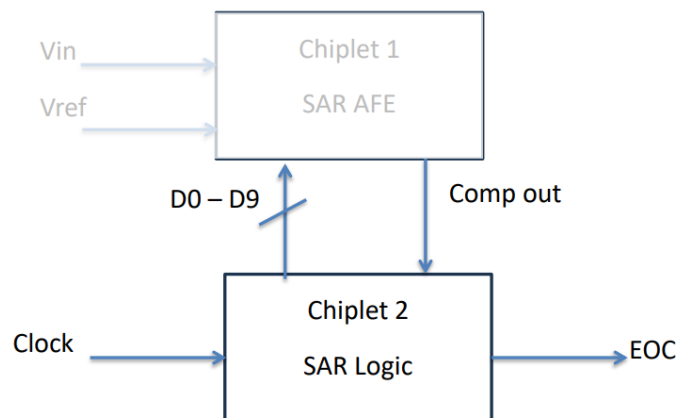 Vin
Chiplet 1
SAR AFE
Vref
D0 – D9
Comp out
Chiplet 2
Clock
SAR Logic
EOC